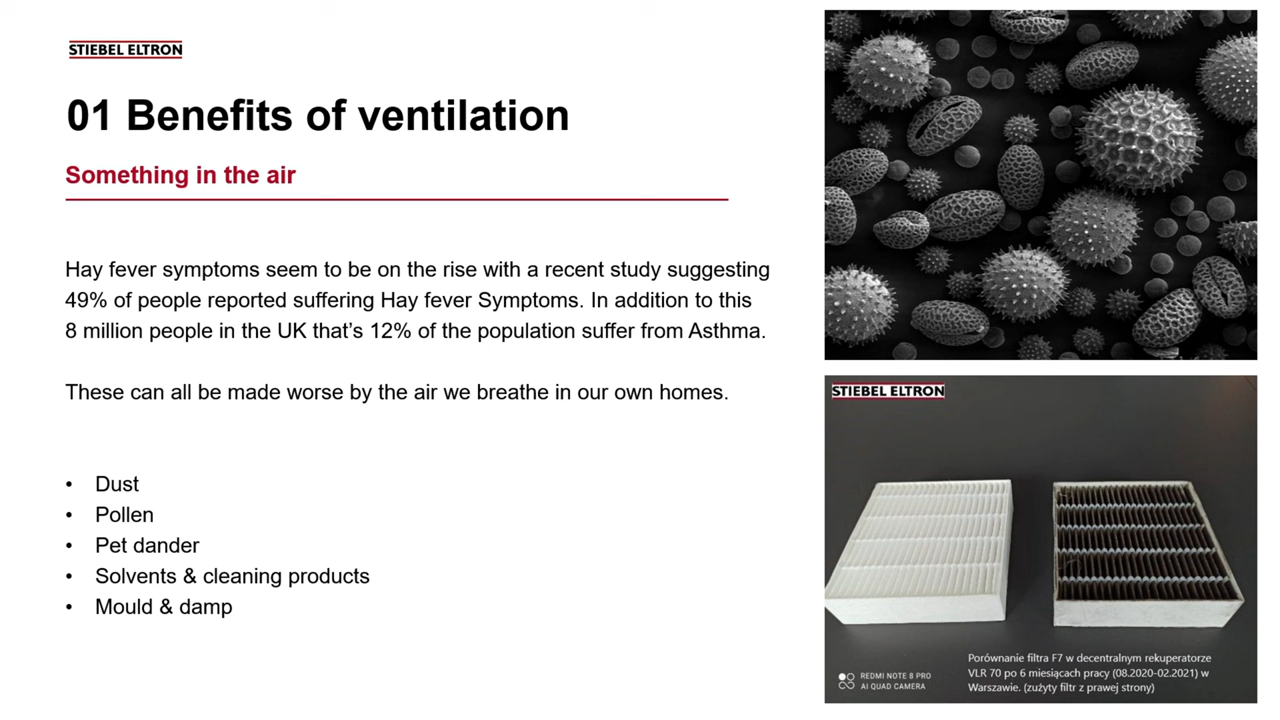 STIEBEL ELTRON
01 Benefits of ventilation
Something in the air
Hay fever symptoms seem to be on the rise with a recent study suggesting
49% of people reported suffering Hay fever Symptoms. In addition to this
8 million people in the UK that’s 12% of the population suffer from Asthma.
These can all be made worse by the air we breathe in our own homes.
• Dust
• Pollen
• Pet dander
• Solvents & cleaning products
• Mould & damp
STIEBEL ELTRON
REDMI NOTE 8 PRO
AI QUAD CAMERA
Porównanie filtra F7 w decentralnym rekuperatorze
VLR 70 po 6 miesiącach pracy (08.2020-02.2021) w
Warszawie. (zużyty filtr z prawej strony)